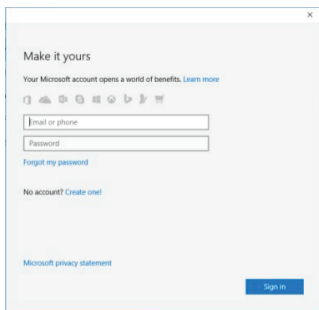 Make it yours
Your Microsoft account opens a world of benefits. Learn more
Email or phone
Password
Forgot my password
No account? Create one!
Microsoft privacy statement
Sign in